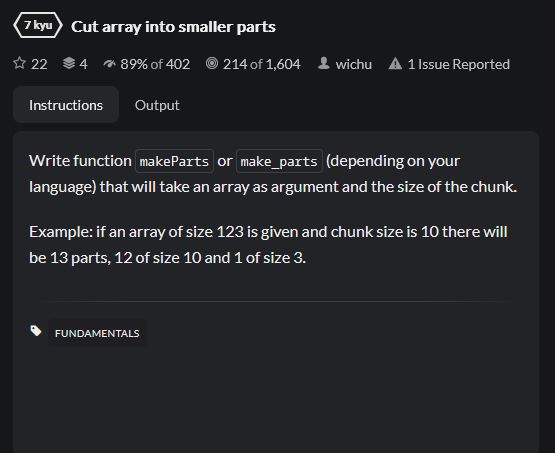 7 kyu Cut array into smaller parts
22 4 89% of 402 214 of 1,604 wichu 1 Issue Reported
Instructions Output
Write function makeParts or make_parts (depending on your
language) that will take an array as argument and the size of the chunk.
Example: if an array of size 123 is given and chunk size is 10 there will
be 13 parts, 12 of size 10 and 1 of size 3.
FUNDAMENTALS